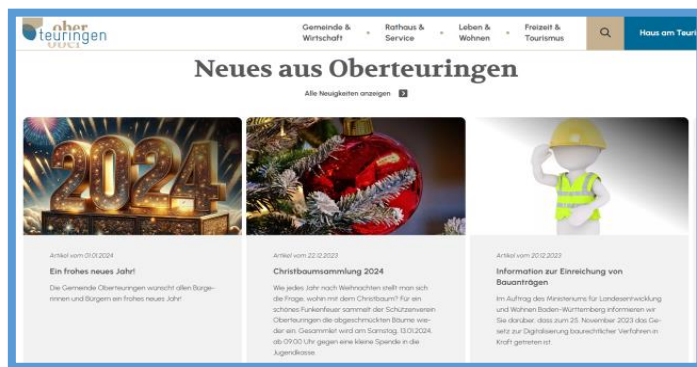 ober
teuringen
Gemeinde & Wirtschaft
Rathaus & Service
Leben & Wohnen
Freizeit & Tourismus
Haus am Teuri
Neues aus Oberteuringen
Alle Neuigkeiten anzeigen
2024
Artikel vom 01.01.2024
Ein frohes neues Jahr!
Die Gemeinde Oberteuringen wünscht allen Bürge-
rinnen und Bürgern ein frohes neues Jahr!
Artikel vom 22.12.2023
Christbaumsammlung 2024
Wie jedes Jahr nach Weihnachten stellt man sich
die Frage, wohin mit dem Christbaum? Für ein
schönes Funkenfeuer sammelt der Schützenverein
Oberteuringen die abgeschmückten Bäume wie-
der ein. Gesammelt wird am Samstag, 13.01.2024,
ab 09:00 Uhr gegen eine kleine Spende in die
Jugendkasse.
Artikel vom 20.12.2023
Information zur Einreichung von
Bauanträgen
Im Auftrag des Ministeriums für Landesentwicklung
und Wohnen Baden-Württemberg informieren wir
Sie darüber, dass zum 25. November 2023 das Ge-
setz zur Digitalisierung baurechtlicher Verfahren in
Kraft getreten ist.